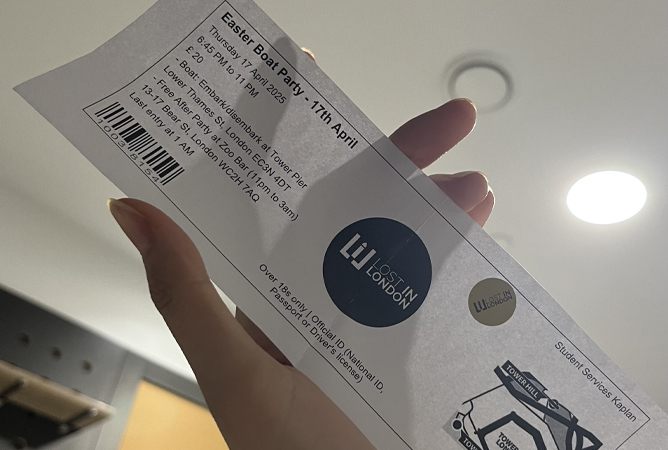 Easter Boat Party - 17th April
Thursday 17 April 2025
6:45 PM to 11 PM
£ 20
- Boat: Embark/disembark at Tower Pier
Lower Thames St, London EC3N 4DT
- Free After Party at Zoo Bar (11pm to 3am)
13-17 Bear St, London WC2H 7AQ
Last entry at 1 AM
LIL LOST IN
LONDON
LIL LOST IN
LONDON
Over 18s only | Official ID (National ID,
Passport or Driver's license)
Student Services Kaplan
TOWER HILL
TOWER